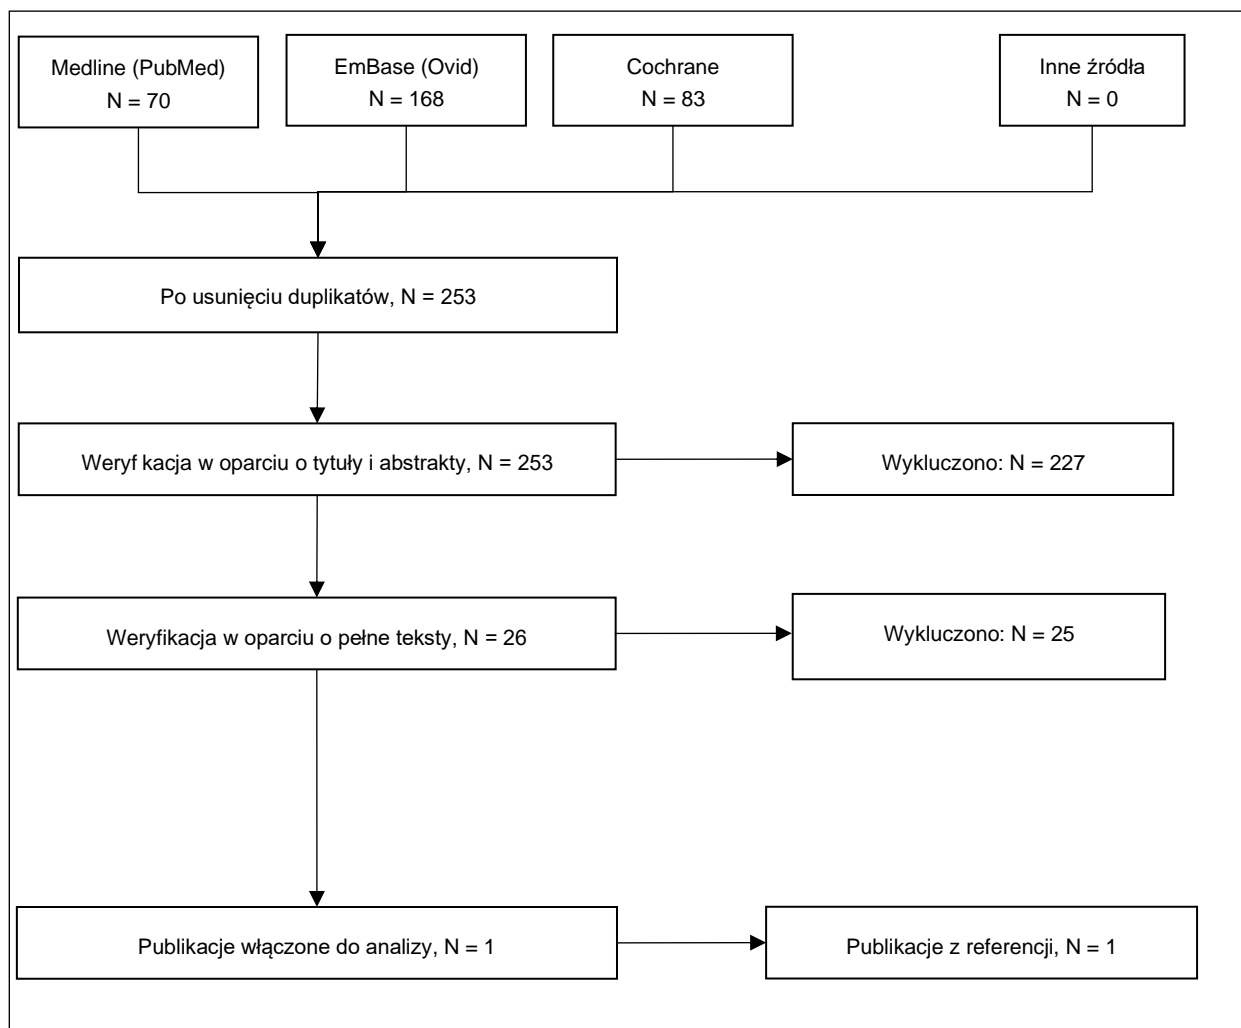 Medline (PubMed)
N = 70
EmBase (Ovid)
N = 168
Cochrane
N = 83
Inne źródła
N = 0
Po usunięciu duplikatów, N = 253
Weryf kacja w oparciu o tytuły i abstrakty, N = 253
Wykluczono: N = 227
Weryfikacja w oparciu o pełne teksty, N = 26
Wykluczono: N = 25
Publikacje włączone do analizy, N = 1
Publikacje z referencji, N = 1